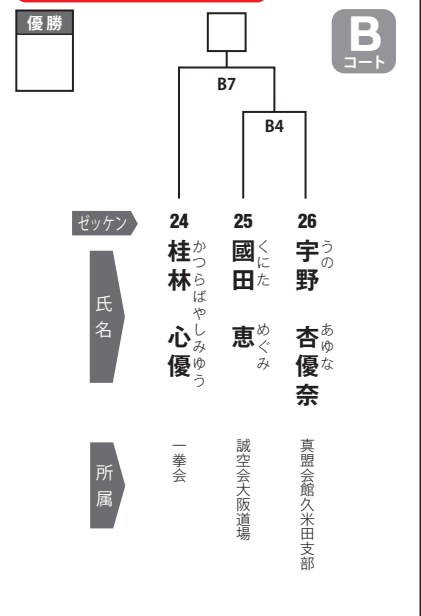 優勝
B
コート
B7
B4
ゼッケン
24
25
26
氏名
桂林 心優
かつらばやし みゆう
國田 恵
くにた めぐみ
宇野 杏優奈
うの あゆな
所属
一拳会
誠空会大阪道場
真盟会館久米田支部